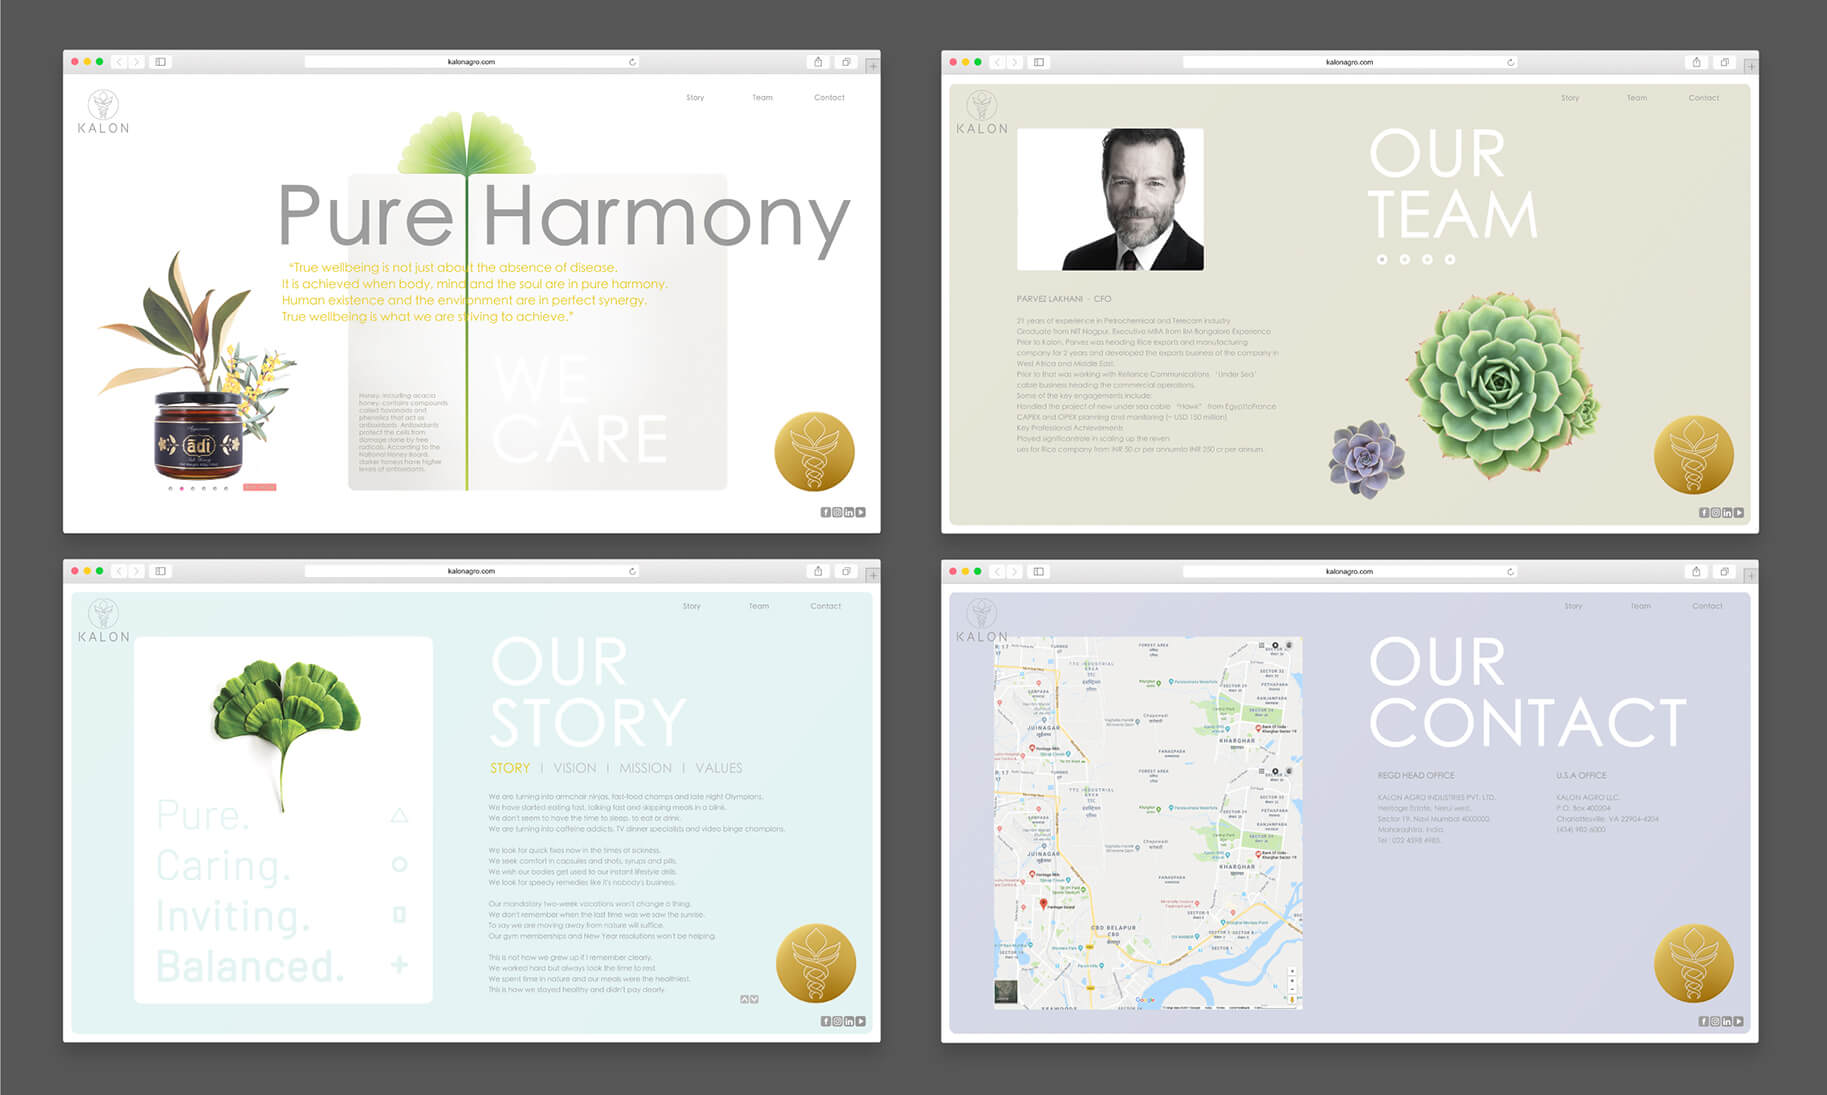 kalonagro.com
KALON
Story Team Contact
Pure Harmony
“True wellbeing is not just about the absence of disease.
It is achieved when body, mind and the soul are in pure harmony.
Human existence and the environment are in perfect synergy.
True wellbeing is what we are striving to achieve.”
WE
CARE
Honey, including acacia
honey, contains compounds
called flavonoids and
phenolics that act as
antioxidants. Antioxidants
protect the cells from
damage done by free
radicals. According to the
National Honey Board,
darker honeys have higher
levels of antioxidants.
ādi
kalonagro.com
KALON
Story Team Contact
OUR
TEAM
PARVEZ LAKHANI - CFO
21 years of experience in Petrochemical and Telecom industry
Graduate from NIT Nagpur, Executive MBA from IIM Bangalore Experience
Prior to Kalon, Parvez was heading Rice exports and manufacturing
company for 2 years and developed the exports business of the company in
West Africa and Middle East.
Prior to that was working with Reliance Communications ‘Under Sea’
cable business heading the commercial operations.
Some of the key engagements include:
Handled the project of new under sea cable “Hawk” from EgypttoFrance
CAPEX and OPEX planning and monitoring (~ USD 150 million)
Key Professional Achievements
Played significantrole in scaling up the reven
ues for Rice company from INR 50 cr per annumto INR 250 cr per annum.
kalonagro.com
KALON
Story Team Contact
Pure.
Caring.
Inviting.
Balanced.
OUR
STORY
STORY | VISION | MISSION | VALUES
We are turning into armchair ninjas, fast-food champs and late night Olympians.
We have started eating fast, talking fast and skipping meals in a blink.
We don't seem to have the time to sleep, to eat or drink.
We are turning into caffeine addicts, TV dinner specialists and video binge champions.
We look for quick fixes now in the times of sickness.
We seek comfort in capsules and shots, syrups and pills.
We wish our bodies get used to our instant lifestyle drills.
We look for speedy remedies like it's nobody's business.
Our mandatory two-week vacations won't change a thing.
We don't remember when the last time was we saw the sunrise.
To say we are moving away from nature will suffice.
Our gym memberships and New Year resolutions won't be helping.
This is not how we grew up if I remember clearly.
We worked hard but always took the time to rest.
We spent time in nature and our meals were the healthiest.
This is how we stayed healthy and didn't pay dearly.
kalonagro.com
KALON
Story Team Contact
OUR
CONTACT
REGD HEAD OFFICE
KALON AGRO INDUSTRIES PVT. LTD.
Heritage Estate, Nerul west,
Sector 19, Navi Mumbai 4000000,
Maharashtra, India.
Tel : 022 4598 4985.
U.S.A OFFICE
KALON AGRO LLC.
P.O. Box 400204
Charlottesville, VA 22904-4204
(434) 982-6000
TTC INDUSTRIAL
AREA
JUINAGAR
KHARGHAR
TTC INDUSTRIAL
AREA
JUINAGAR
KHARGHAR
CBD BELAPUR
Google